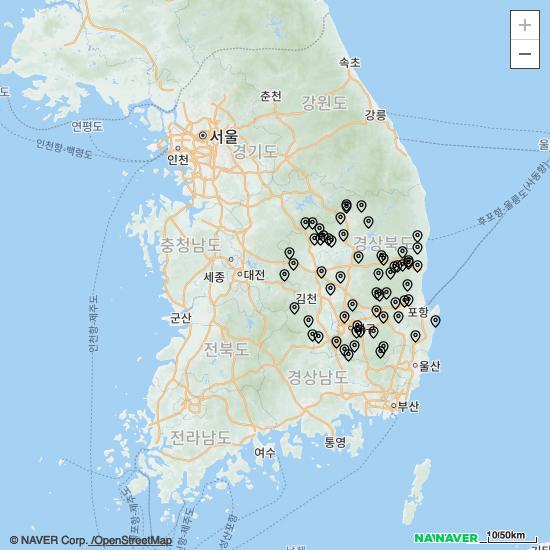 +
−
속초
춘천
강원도
도
강릉
연평도
서울
울
인천항-백령도
인천
경기도
후포항-울릉도(사동항)
충청남도
경상북도
세종
대전
인천항-제주도
김천
군산
포항
전북도
경상남도
울산
부산
전라남도
통영
여수
© NAVER Corp. /OpenStreetMap
NAVER
10/50km